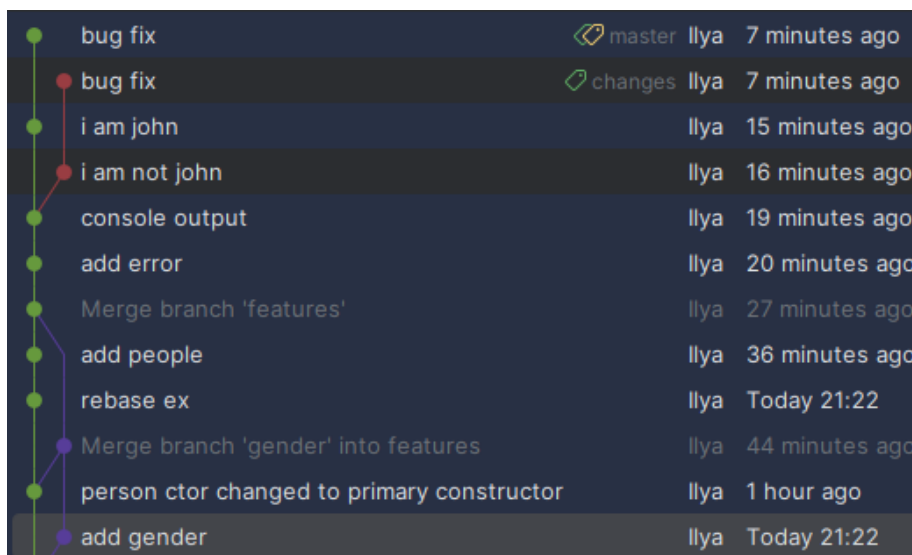 bug fix master Ilya 7 minutes ago
bug fix changes Ilya 7 minutes ago
i am john Ilya 15 minutes ago
i am not john Ilya 16 minutes ago
console output Ilya 19 minutes ago
add error Ilya 20 minutes ago
Merge branch 'features' Ilya 27 minutes ago
add people Ilya 36 minutes ago
rebase ex Ilya Today 21:22
Merge branch 'gender' into features Ilya 44 minutes ago
person ctor changed to primary constructor Ilya 1 hour ago
add gender Ilya Today 21:22